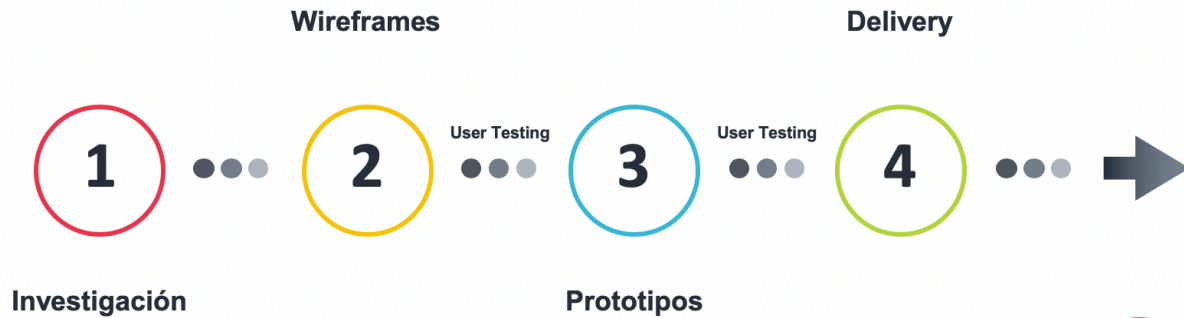 Wireframes
Delivery
1
2
User Testing
3
User Testing
4
Investigación
Prototipos